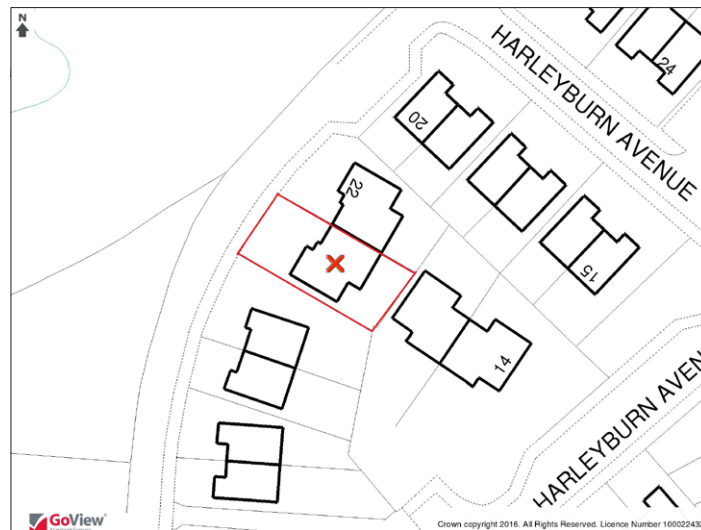 N
24
HARLEYBURN AVENUE
20
22
15
14
HARLEYBURN AVEN
GoView
Crown copyright 2016. All Rights Reserved. Licence Number 10002243